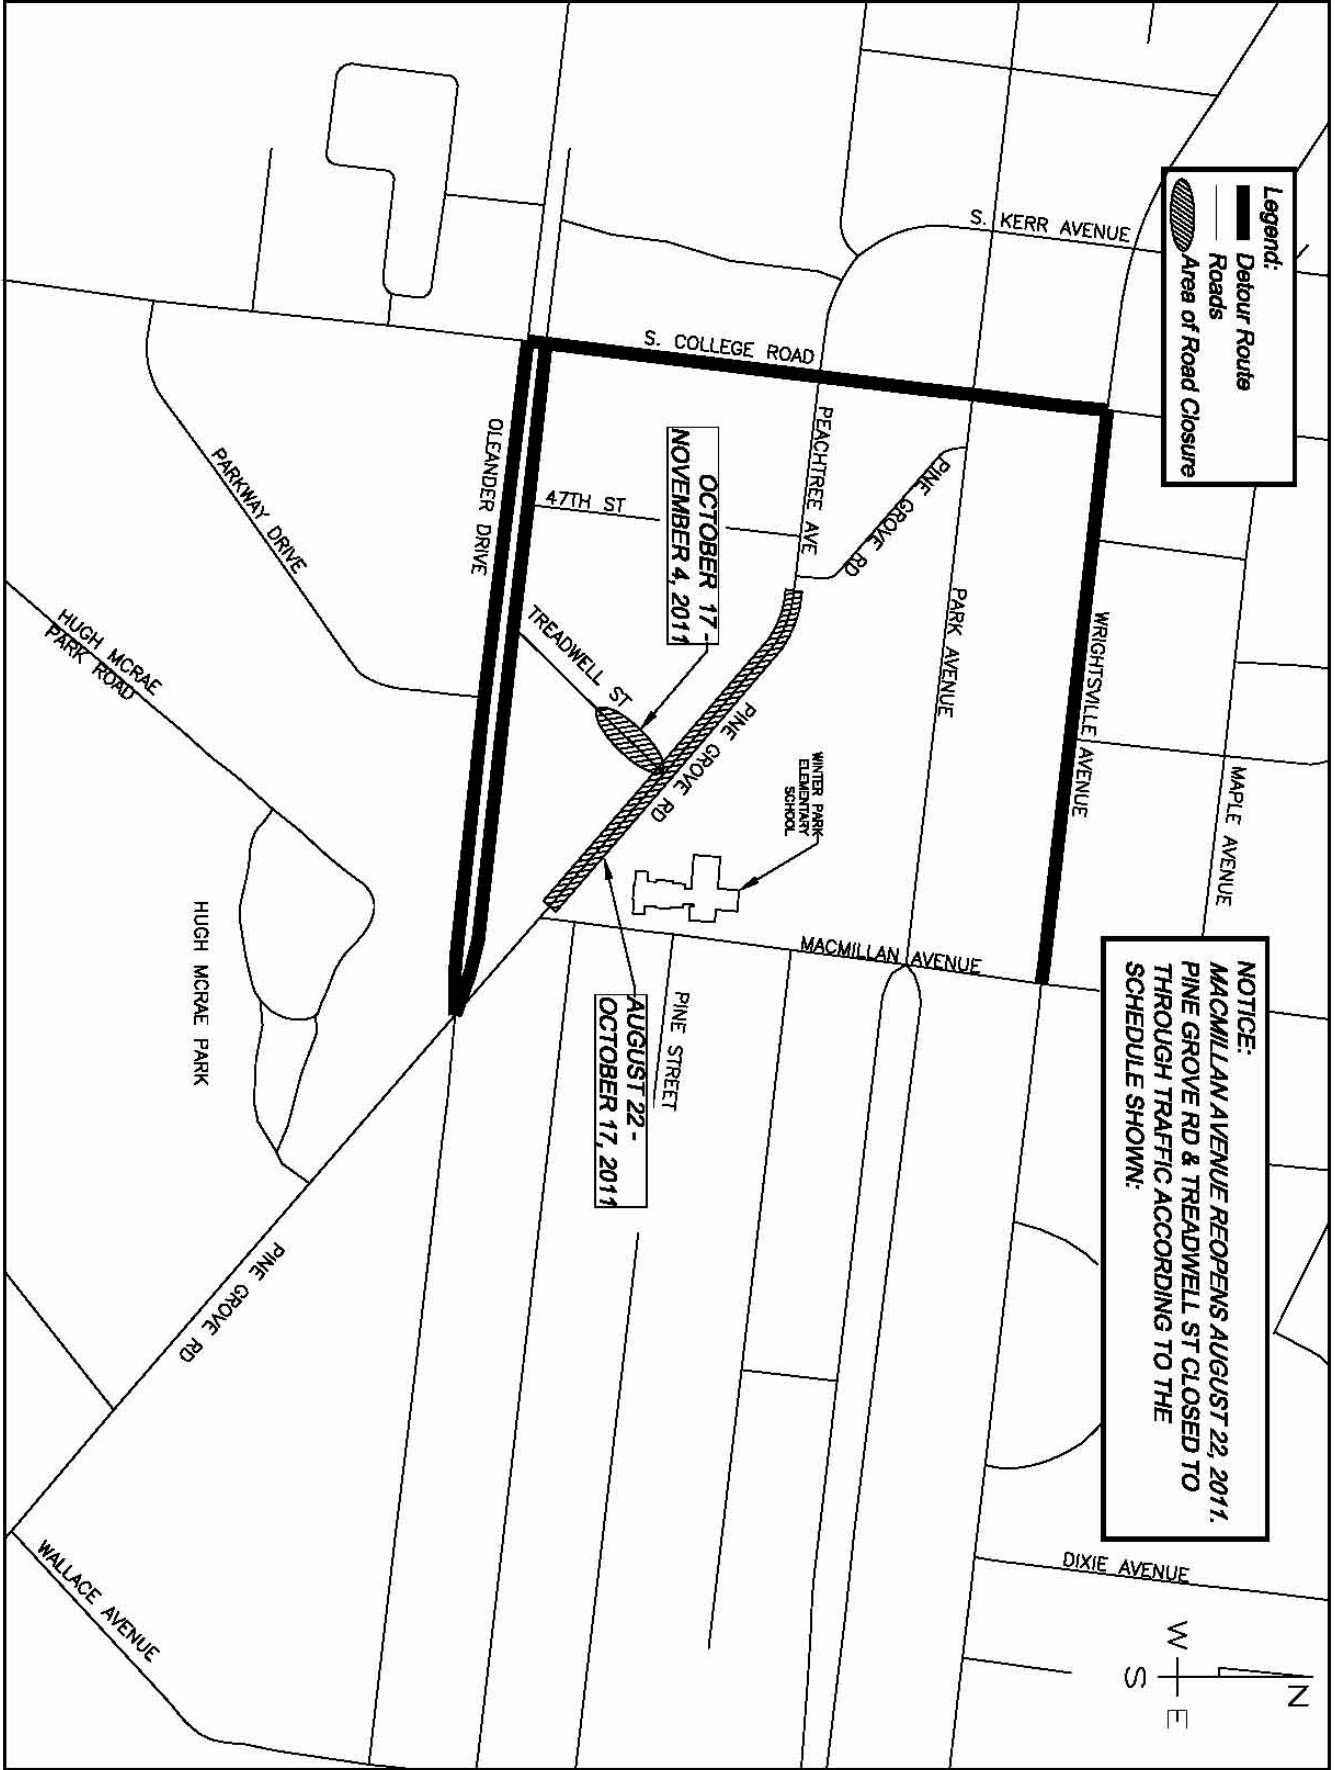 Legend:
Detour Route
Roads
Area of Road Closure
NOTICE:
MACMILLAN AVENUE REOPENS AUGUST 22, 2011.
PINE GROVE RD & TREADWELL ST CLOSED TO
THROUGH TRAFFIC ACCORDING TO THE
SCHEDULE SHOWN:
N
W
E
S
S. KERR AVENUE
S. COLLEGE ROAD
PEACHTREE AVE
PINE GROVE RD
PARK AVENUE
WRIGHTSVILLE AVENUE
MAPLE AVENUE
DIXIE AVENUE
MACMILLAN AVENUE
WINTER PARK
ELEMENTARY
SCHOOL
OCTOBER 17 -
NOVEMBER 4, 2011
47TH ST
TREADWELL ST
PINE GROVE RD
OLEANDER DRIVE
PARKWAY DRIVE
HUGH MCRAE
PARK ROAD
HUGH MCRAE PARK
PINE STREET
AUGUST 22 -
OCTOBER 17, 2011
PINE GROVE RD
WALLACE AVENUE